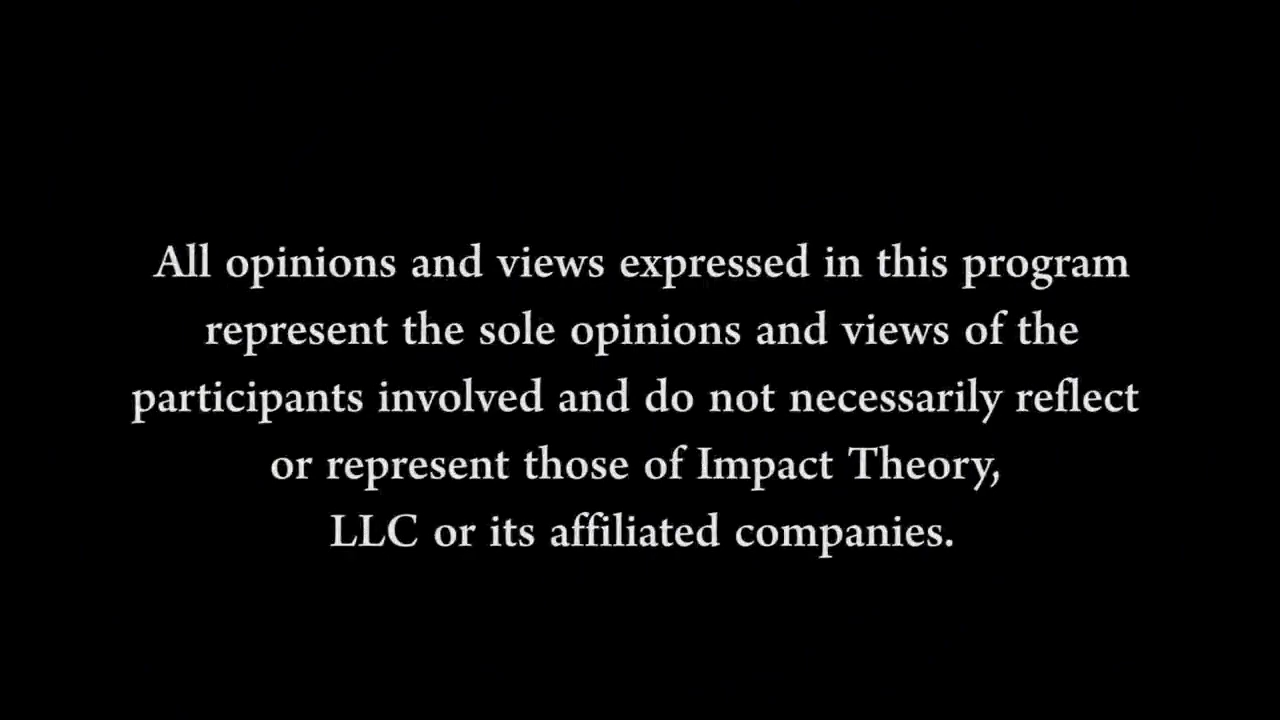 All opinions and views expressed in this program
represent the sole opinions and views of the
participants involved and do not necessarily reflect
or represent those of Impact Theory,
LLC or its affiliated companies.